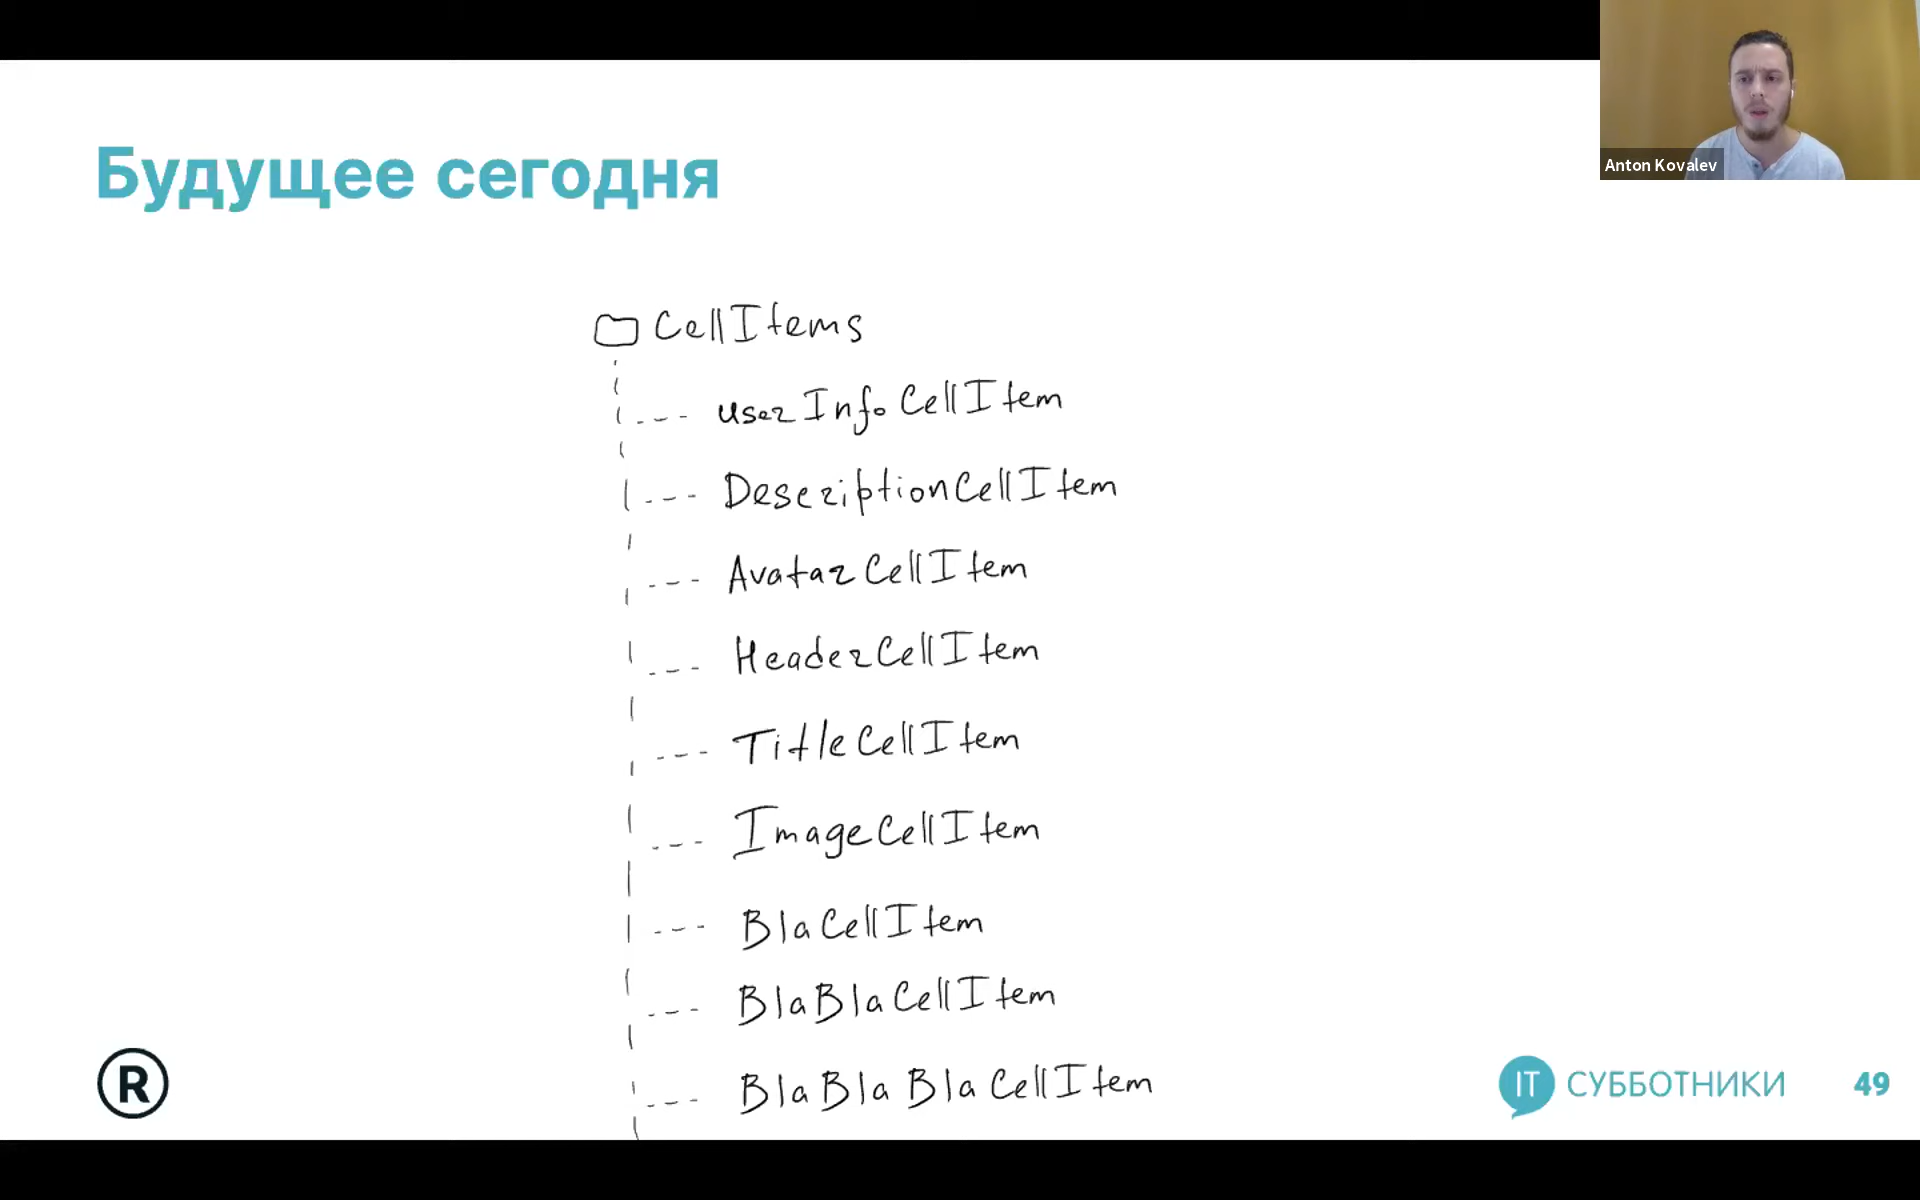 Anton Kovalev
Будущее сегодня
CellItems
userInfoCellItem
DescriptionCellItem
AvatarCellItem
HeaderCellItem
TitleCellItem
ImageCellItem
BlaCellItem
BlaBlaCellItem
BlaBlaBlaCellItem
R
IT СУББОТНИКИ 49